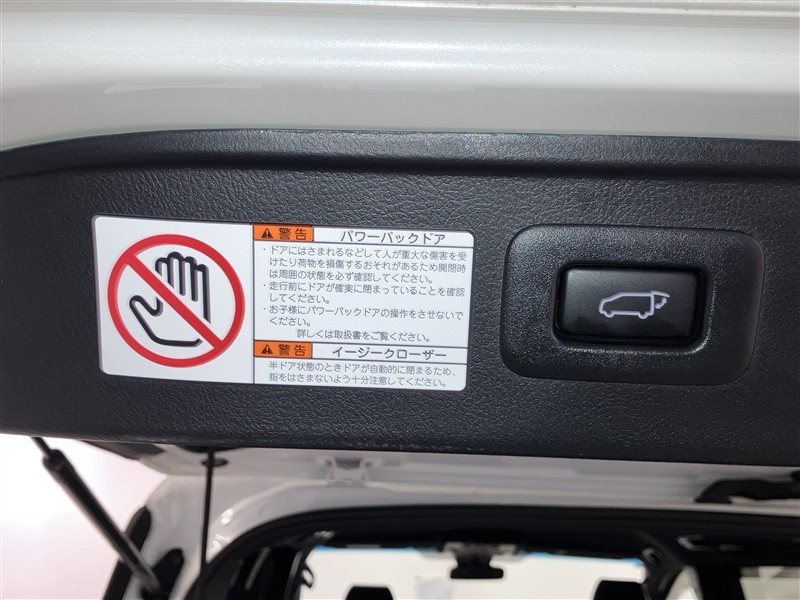 警告 パワーバックドア
・ドアにはさまれるなどして人が重大な傷害を受
けたり荷物を損傷するおそれがあるため開閉時
は周囲の状態を必ず確認してください。
・走行前にドアが確実に閉まっていることを確認
してください。
・お子様にパワーバックドアの操作をさせないで
ください。
詳しくは取扱書をご覧ください。
警告 イージークローザー
半ドア状態のときドアが自動的に閉まるため、
指をはさまないよう十分注意してください。